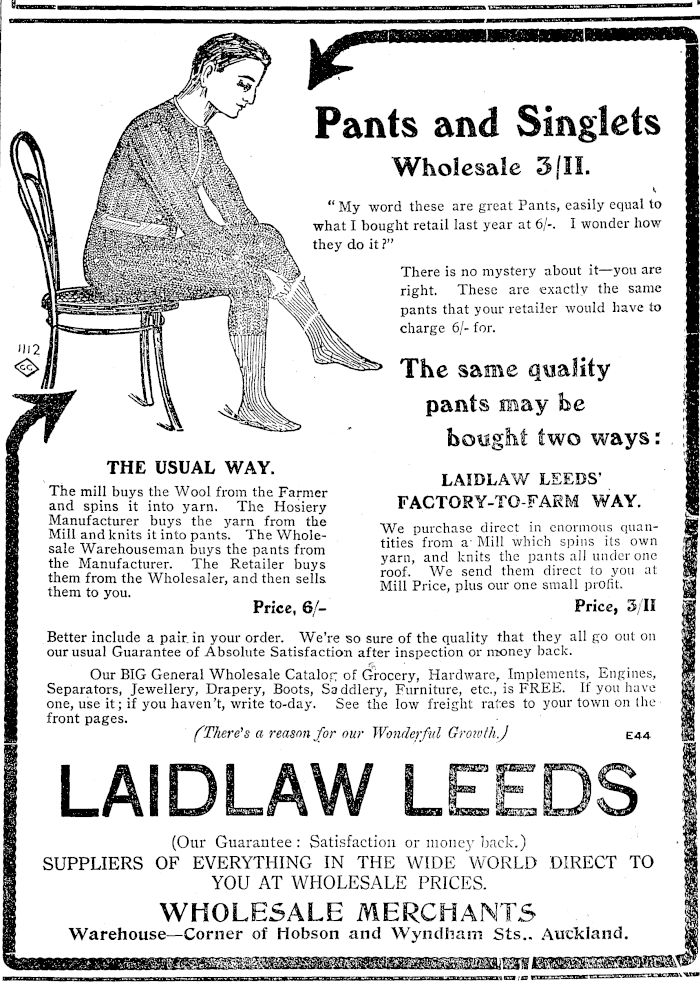 Pants and Singlets
Wholesale 3/11.
"My word these are great Pants, easily equal to
what I bought retail last year at 6/-. I wonder how
they do it?"
There is no mystery about it—you are
right. These are exactly the same
pants that your retailer would have to
charge 6/- for.
1112
GG
The same quality
pants may be
bought two ways:
THE USUAL WAY.
The mill buys the Wool from the Farmer
and spins it into yarn. The Hosiery
Manufacturer buys the yarn from the
Mill and knits it into pants. The Whole-
sale Warehouseman buys the pants from
the Manufacturer. The Retailer buys
them from the Wholesaler, and then sells
them to you.
Price, 6/-
LAIDLAW LEEDS'
FACTORY-TO-FARM WAY.
We purchase direct in enormous quan-
tities from a Mill which spins its own
yarn, and knits the pants all under one
roof. We send them direct to you at
Mill Price, plus our one small profit.
Price, 3/11
Better include a pair in your order. We're so sure of the quality that they all go out on
our usual Guarantee of Absolute Satisfaction after inspection or money back.
Our BIG General Wholesale Catalog of Grocery, Hardware, Implements, Engines,
Separators, Jewellery, Drapery, Boots, Saddlery, Furniture, etc., is FREE. If you have
one, use it; if you haven't, write to-day. See the low freight rates to your town on the
front pages.
(There's a reason for our Wonderful Growth.)
E44
LAIDLAW LEEDS
(Our Guarantee: Satisfaction or money back.)
SUPPLIERS OF EVERYTHING IN THE WIDE WORLD DIRECT TO
YOU AT WHOLESALE PRICES.
WHOLESALE MERCHANTS
Warehouse—Corner of Hobson and Wyndham Sts.. Auckland.